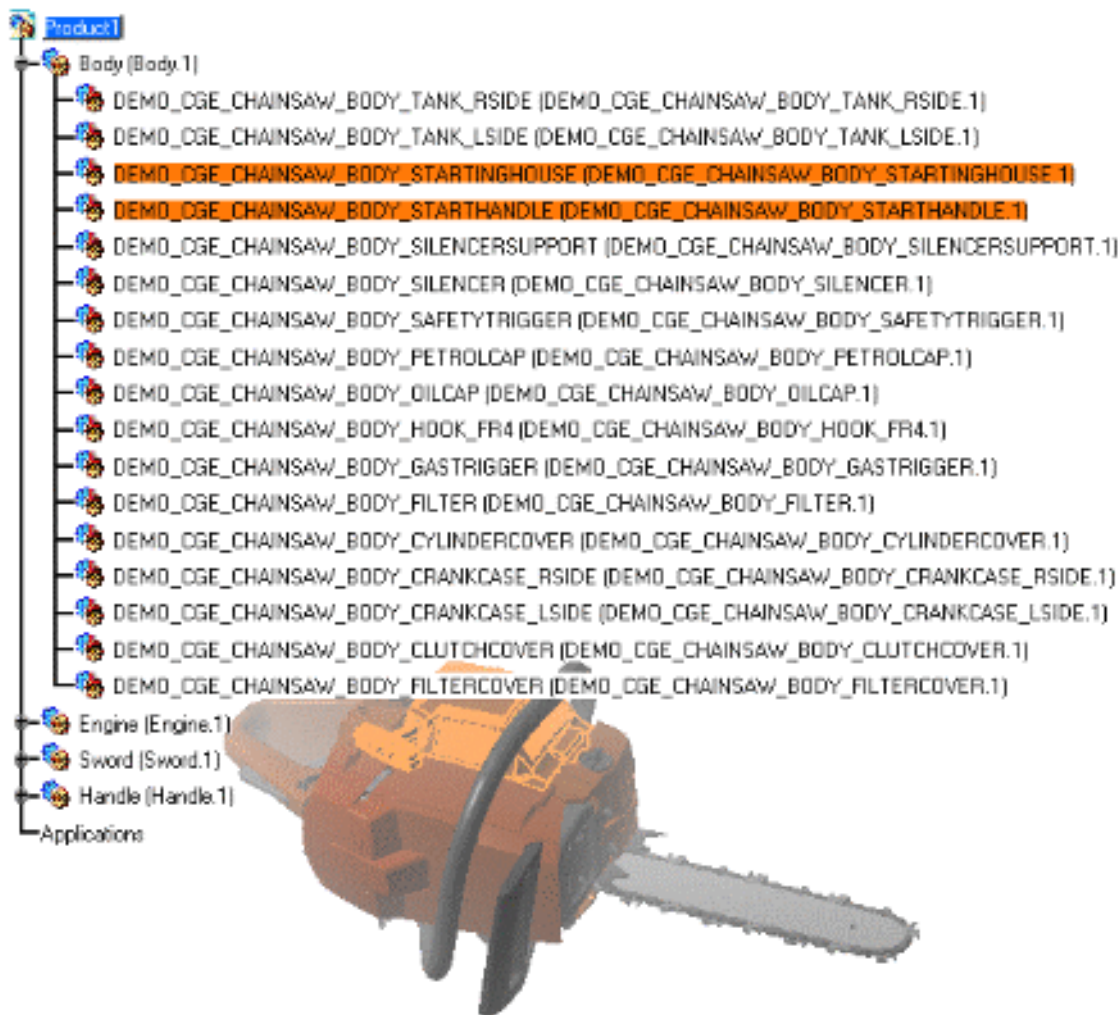 Product1
Body (Body.1)
DEMO_CGE_CHAINSAW_BODY_TANK_RSIDE (DEMO_CGE_CHAINSAW_BODY_TANK_RSIDE.1)
DEMO_CGE_CHAINSAW_BODY_TANK_LSIDE (DEMO_CGE_CHAINSAW_BODY_TANK_LSIDE.1)
DEMO_CGE_CHAINSAW_BODY_STARTINGHOUSE (DEMO_CGE_CHAINSAW_BODY_STARTINGHOUSE.1)
DEMO_CGE_CHAINSAW_BODY_STARTHANDLE (DEMO_CGE_CHAINSAW_BODY_STARTHANDLE.1)
DEMO_CGE_CHAINSAW_BODY_SILENCERSUPPORT (DEMO_CGE_CHAINSAW_BODY_SILENCERSUPPORT.1)
DEMO_CGE_CHAINSAW_BODY_SILENCER (DEMO_CGE_CHAINSAW_BODY_SILENCER.1)
DEMO_CGE_CHAINSAW_BODY_SAFETYTRIGGER (DEMO_CGE_CHAINSAW_BODY_SAFETYTRIGGER.1)
DEMO_CGE_CHAINSAW_BODY_PETROLCAP (DEMO_CGE_CHAINSAW_BODY_PETROLCAP.1)
DEMO_CGE_CHAINSAW_BODY_OILCAP (DEMO_CGE_CHAINSAW_BODY_OILCAP.1)
DEMO_CGE_CHAINSAW_BODY_HOOK_FR4 (DEMO_CGE_CHAINSAW_BODY_HOOK_FR4.1)
DEMO_CGE_CHAINSAW_BODY_GASTRIGGER (DEMO_CGE_CHAINSAW_BODY_GASTRIGGER.1)
DEMO_CGE_CHAINSAW_BODY_FILTER (DEMO_CGE_CHAINSAW_BODY_FILTER.1)
DEMO_CGE_CHAINSAW_BODY_CYLINDERCOVER (DEMO_CGE_CHAINSAW_BODY_CYLINDERCOVER.1)
DEMO_CGE_CHAINSAW_BODY_CRANKCASE_RSIDE (DEMO_CGE_CHAINSAW_BODY_CRANKCASE_RSIDE.1)
DEMO_CGE_CHAINSAW_BODY_CRANKCASE_LSIDE (DEMO_CGE_CHAINSAW_BODY_CRANKCASE_LSIDE.1)
DEMO_CGE_CHAINSAW_BODY_CLUTCHCOVER (DEMO_CGE_CHAINSAW_BODY_CLUTCHCOVER.1)
DEMO_CGE_CHAINSAW_BODY_FILTERCOVER (DEMO_CGE_CHAINSAW_BODY_FILTERCOVER.1)
Engine (Engine.1)
Sword (Sword.1)
Handle (Handle.1)
Applications